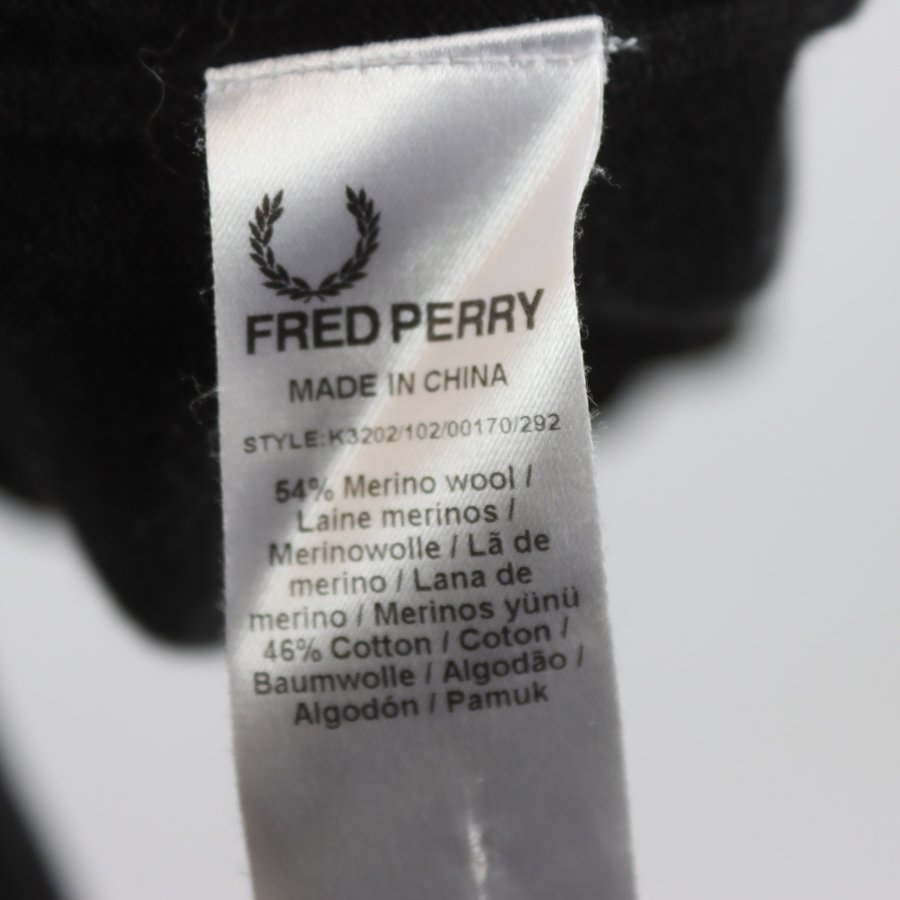 FRED PERRY
MADE IN CHINA
STYLE:K3202/102/00170/292
54% Merino wool /
Laine merinos /
Merinowolle / Lã de
merino / Lana de
merino / Merinos yünü
46% Cotton / Coton /
Baumwolle / Algodão /
Algodón / Pamuk